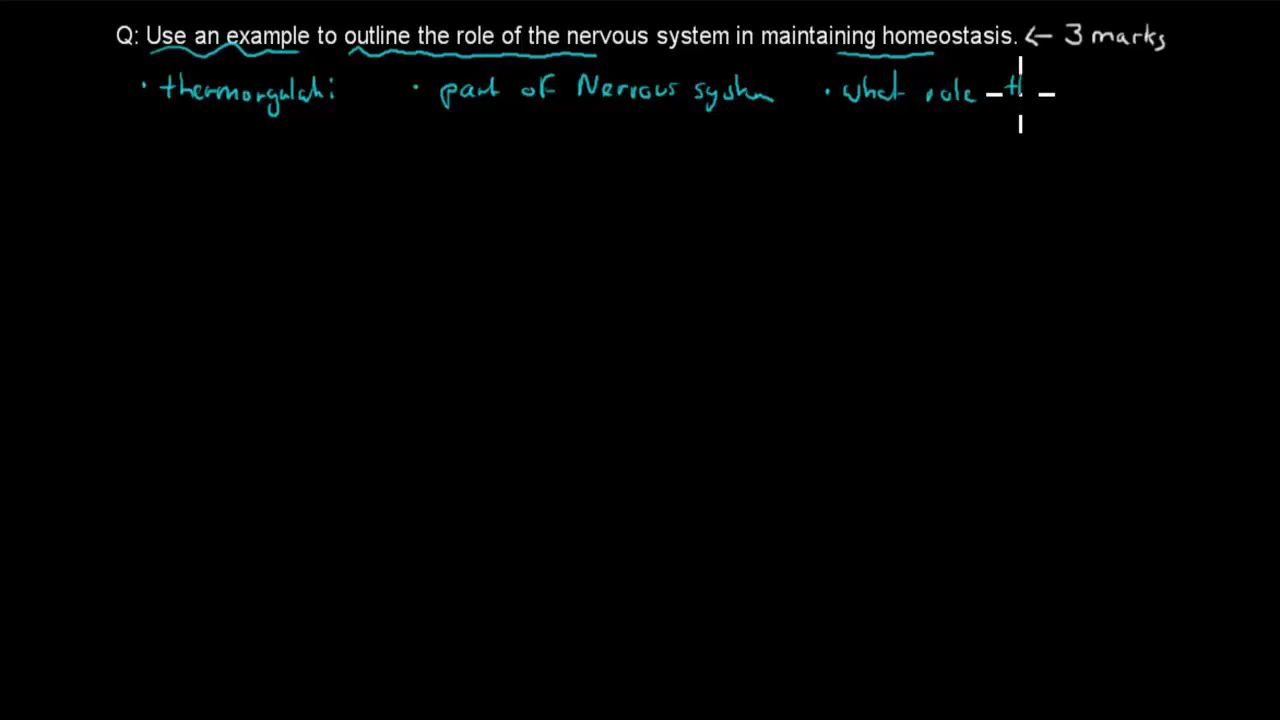 Q: Use an example to outline the role of the nervous system in maintaining homeostasis. ← 3 marks
· thermorgulati · part of Nervous system · what role th